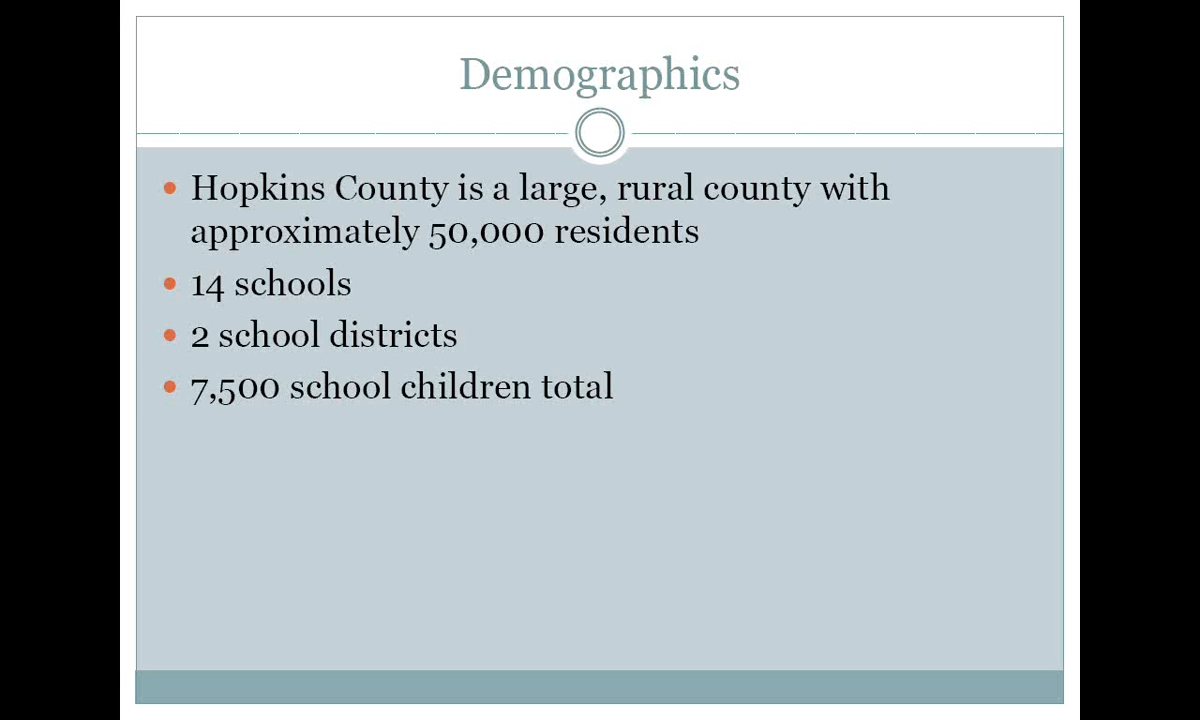 Demographics
Hopkins County is a large, rural county with
approximately 50,000 residents
14 schools
2 school districts
7,500 school children total